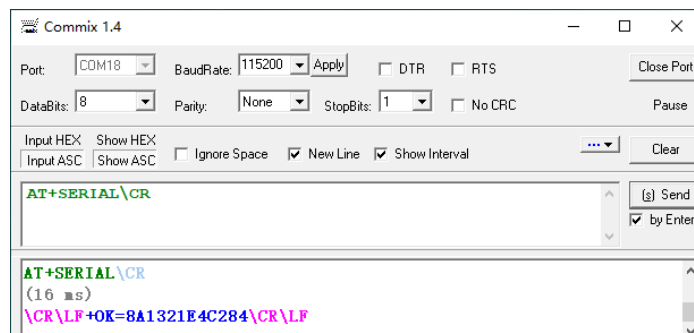 Commix 1.4
Port: COM18 BaudRate: 115200 Apply DTR RTS Close Port
DataBits: 8 Parity: None StopBits: 1 No CRC Pause
Input HEX Show HEX
Input ASC Show ASC Ignore Space New Line Show Interval ... Clear
AT+SERIAL\CR
(s) Send
by Enter
AT+SERIAL\CR
(16 ms)
\CR\LF+OK=8A1321E4C284\CR\LF